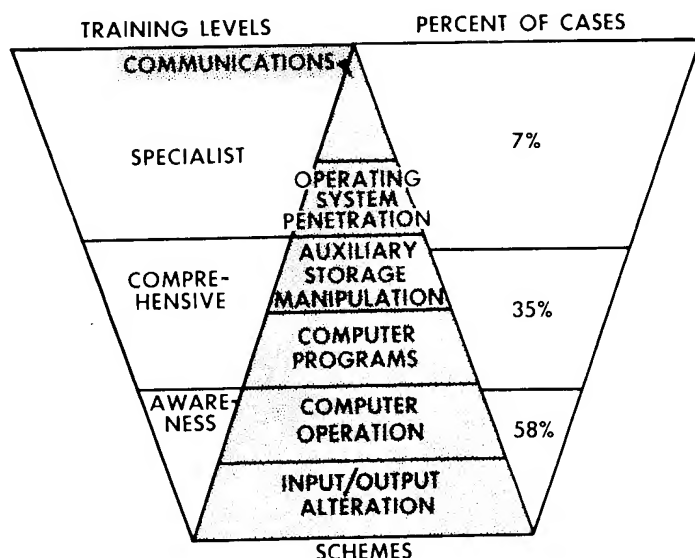 TRAINING LEVELS
PERCENT OF CASES
COMMUNICATIONS
SPECIALIST
7%
OPERATING
SYSTEM
PENETRATION
COMPRE-
HENSIVE
AUXILIARY
STORAGE
MANIPULATION
35%
COMPUTER
PROGRAMS
AWARE-
NESS
COMPUTER
OPERATION
58%
INPUT/OUTPUT
ALTERATION
SCHEMES